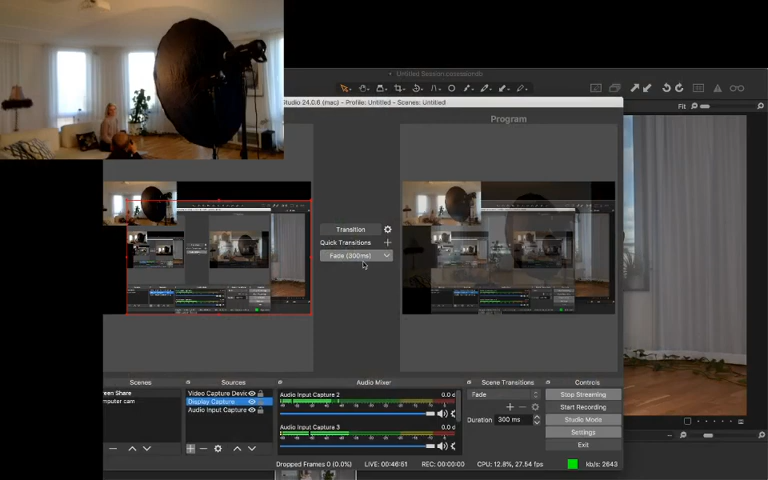 Untitled Session.cosessiondb
Fit
Studio 24.0.6 (mac) - Profile: Untitled - Scenes: Untitled
Program
Transition
Quick Transitions
Fade (300ms)
Scenes
Sources
Audio Mixer
Scene Transitions
Controls
reen Share
mputer cam
Video Capture Devic
Display Capture
Audio Input Capture
Audio Input Capture 2
0.0 d
Audio Input Capture 3
0.0 d
Fade
Duration
300 ms
Stop Streaming
Start Recording
Studio Mode
Settings
Exit
Dropped Frames 0 (0.0%)
LIVE: 00:46:51
REC: 00:00:00
CPU: 12.8%, 27.54 fps
kb/s: 2643